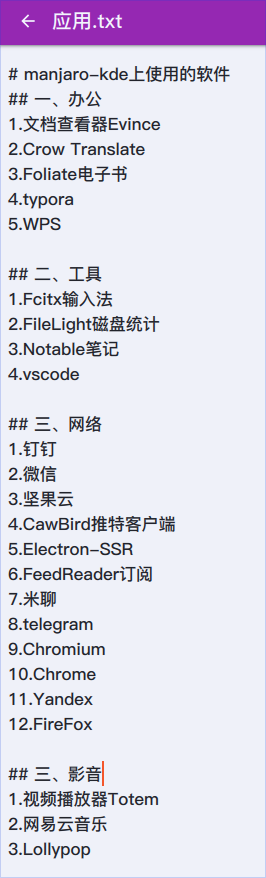 应用.txt
# manjaro-kde上使用的软件
## 一、办公
1.文档查看器Evince
2.Crow Translate
3.Foliate电子书
4.typora
5.WPS
## 二、工具
1.Fcitx输入法
2.FileLight磁盘统计
3.Notable笔记
4.vscode
## 三、网络
1.钉钉
2.微信
3.坚果云
4.CawBird推特客户端
5.Electron-SSR
6.FeedReader订阅
7.米聊
8.telegram
9.Chromium
10.Chrome
11.Yandex
12.FireFox
## 三、影音
1.视频播放器Totem
2.网易云音乐
3.Lollypop